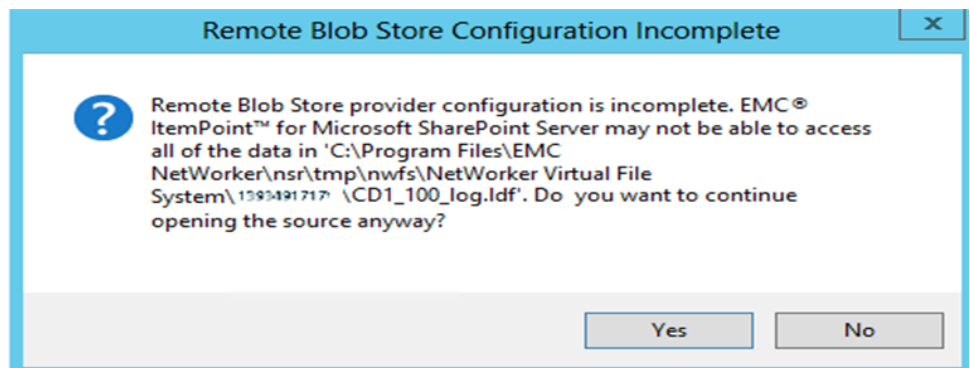 Remote Blob Store Configuration Incomplete
x
Remote Blob Store provider configuration is incomplete. EMC®
ItemPoint™ for Microsoft SharePoint Server may not be able to access
all of the data in 'C:\Program Files\EMC
NetWorker\nsr\tmp\nwfs\NetWorker Virtual File
System\ \CD1_100_log.ldf'. Do you want to continue
opening the source anyway?
Yes No